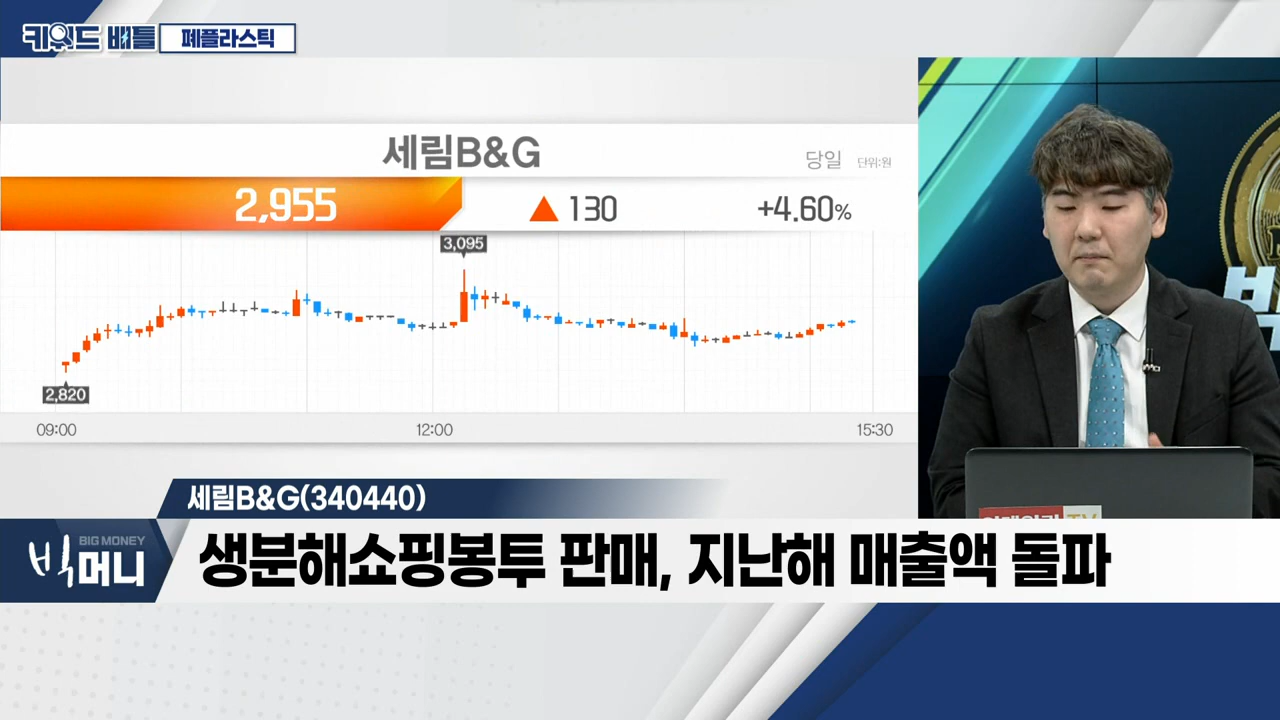 키워드 배틀 폐플라스틱
세림B&G
당일 단위:원
2,955 ▲ 130 +4.60%
3,095
2,820
09:00 12:00 15:30
세림B&G(340440)
빅머니 BIG MONEY
생분해쇼핑봉투 판매, 지난해 매출액 돌파